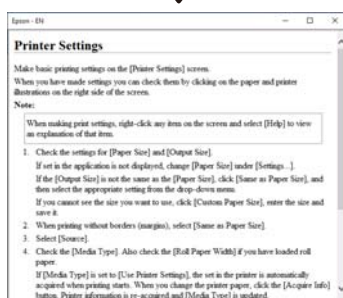 Epson - EN
Printer Settings
Make basic printing settings on the [Printer Settings] screen.
When you have made settings you can check them by clicking on the paper and printer
illustrations on the right side of the screen.
Note:
When making print settings, right-click any item on the screen and select [Help] to view
an explanation of that item.
1. Check the settings for [Paper Size] and [Output Size].
If set in the application is not displayed, change [Paper Size] under [Settings...].
If the [Output Size] is not the same as the [Paper Size], click [Same as Paper Size], and
then select the appropriate setting from the drop-down menu.
If you cannot see the size you want to use, click [Custom Paper Size], enter the size and
save it.
2. When printing without borders (margins), select [Same as Paper Size].
3. Select [Source].
4. Check the [Media Type]. Also check the [Roll Paper Width] if you have loaded roll
paper.
If [Media Type] is set to [Use Printer Settings], the set in the printer is automatically
acquired when printing starts. When you change the printer paper, click the [Acquire Info]
button. Printer information is re-acquired and [Media Type] is updated.